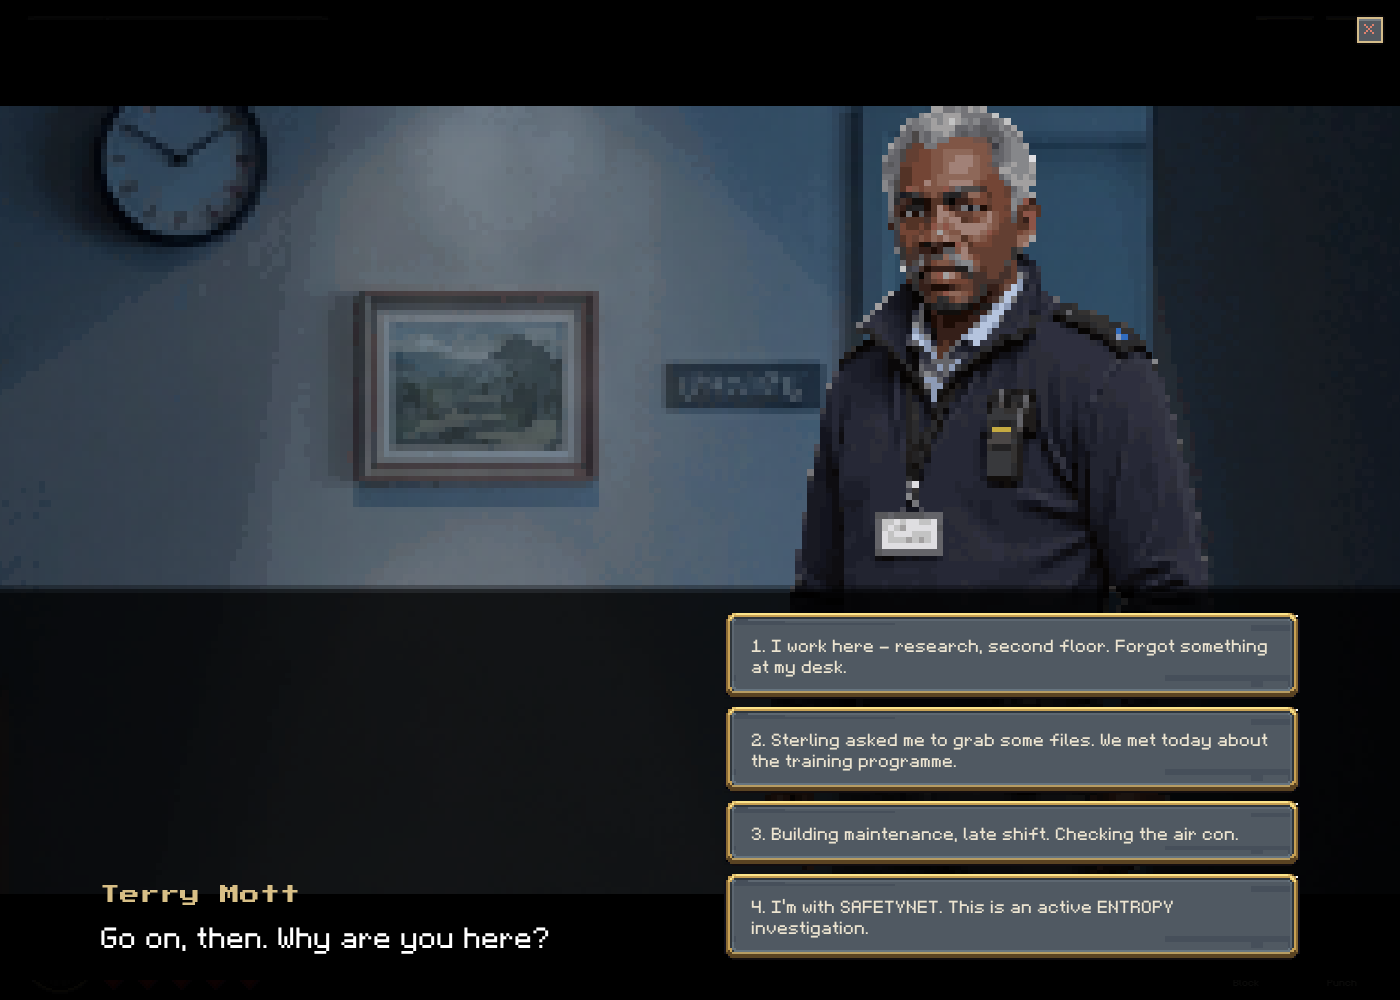 1. I work here – research, second floor. Forgot something
at my desk.
2. Sterling asked me to grab some files. We met today about
the training programme.
3. Building maintenance, late shift. Checking the air con.
4. I'm with SAFETYNET. This is an active ENTROPY
investigation.
Terry Mott
Go on, then. Why are you here?